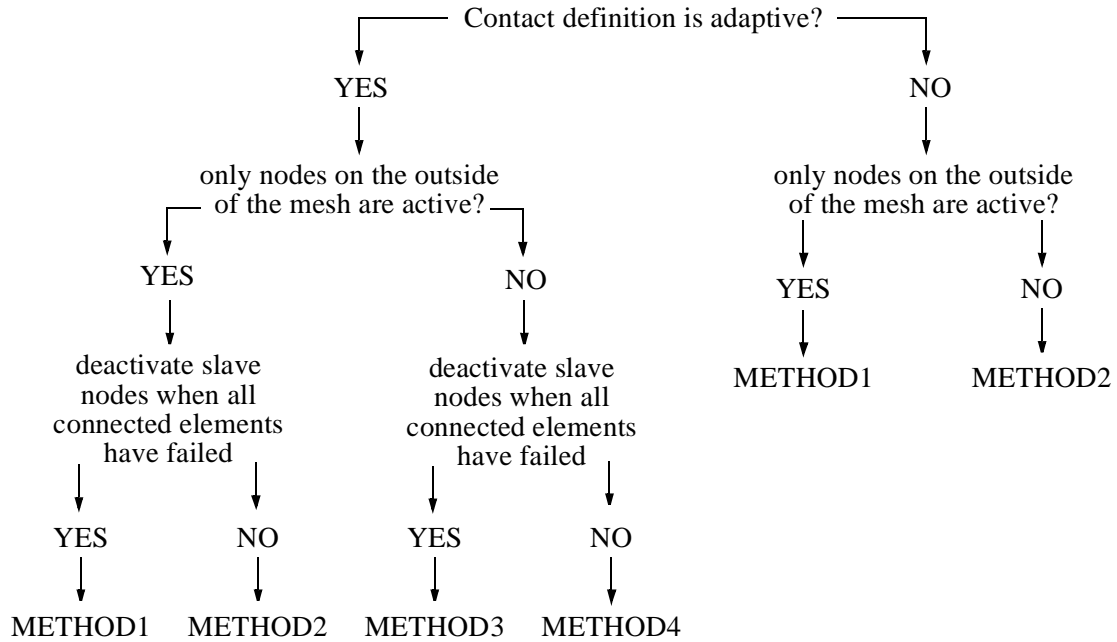 Contact definition is adaptive?
YES
NO
only nodes on the outside
of the mesh are active?
only nodes on the outside
of the mesh are active?
YES
NO
YES
NO
deactivate slave
nodes when all
connected elements
have failed
deactivate slave
nodes when all
connected elements
have failed
METHOD1
METHOD2
YES
NO
YES
NO
METHOD1
METHOD2
METHOD3
METHOD4